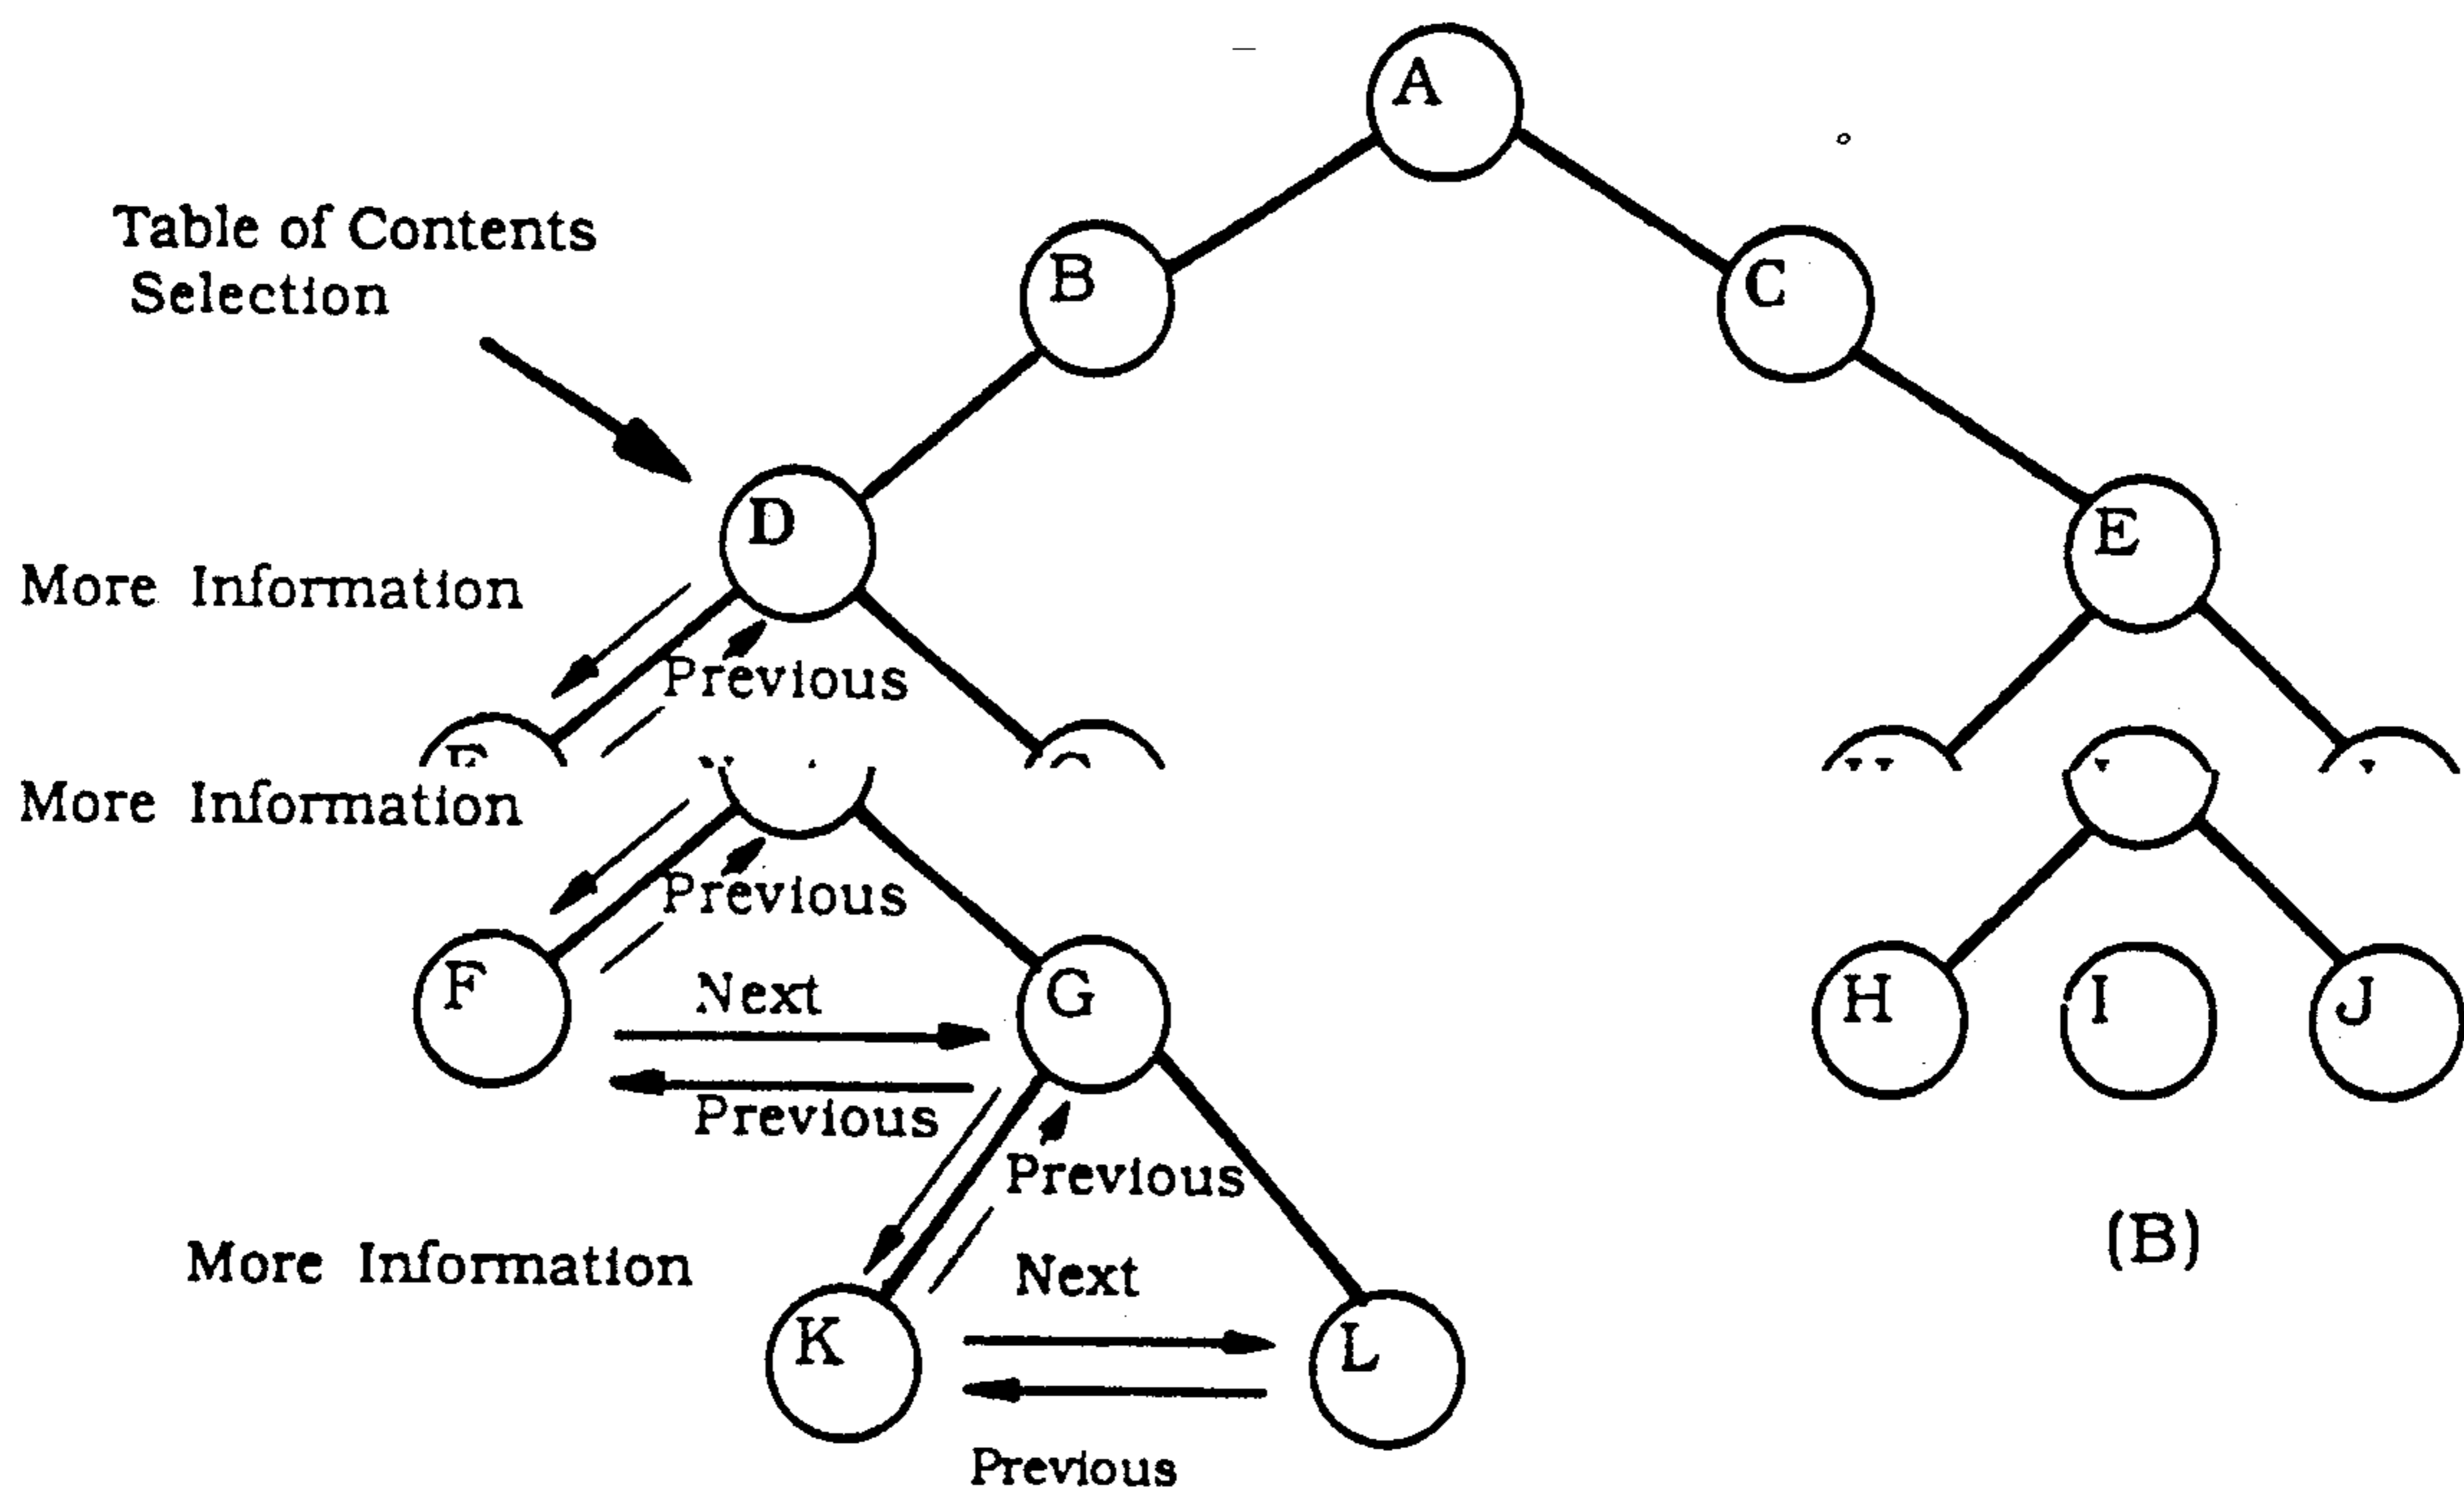 A
B
C
Table of Contents
Selection
D
E
More Information
Previous
More Information
Previous
F
Next
G
H
I
J
Previous
Previous
(B)
More Information
Next
K
L
Previous